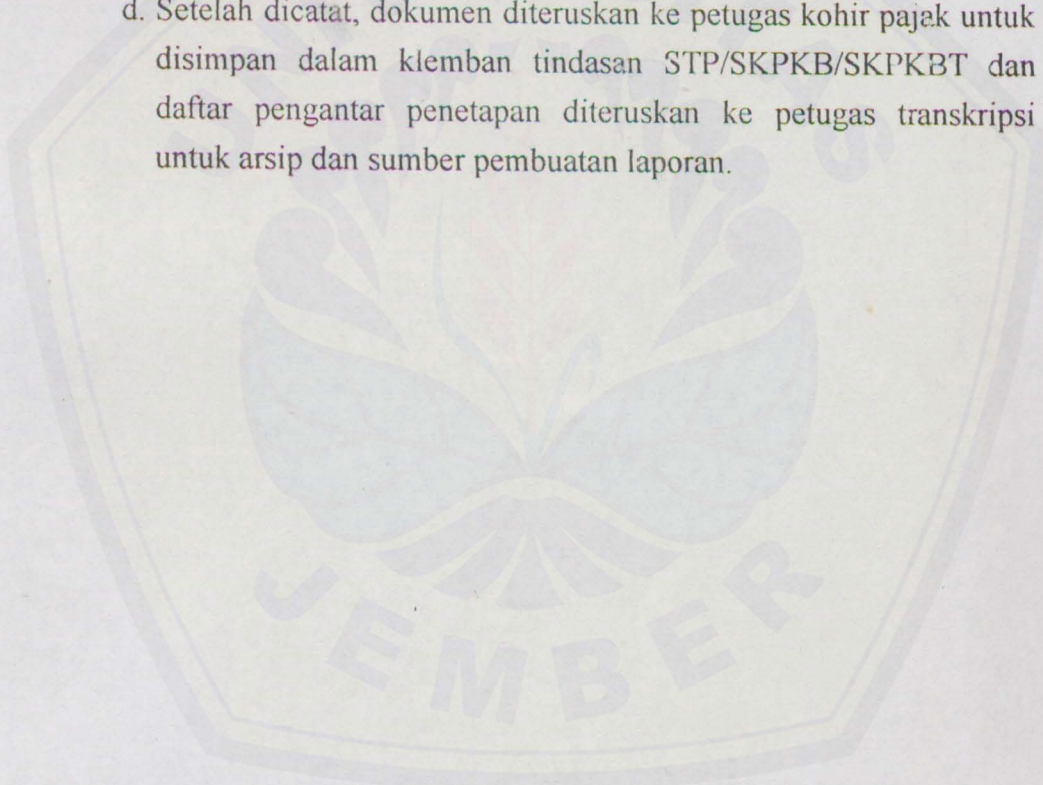 d. Setelah dicatat, dokumen diteruskan ke petugas kohir pajak untuk
disimpan dalam klemban tindasan STP/SKPKB/SKPKBT dan
daftar pengantar penetapan diteruskan ke petugas transkripsi
untuk arsip dan sumber pembuatan laporan.
JEMBER